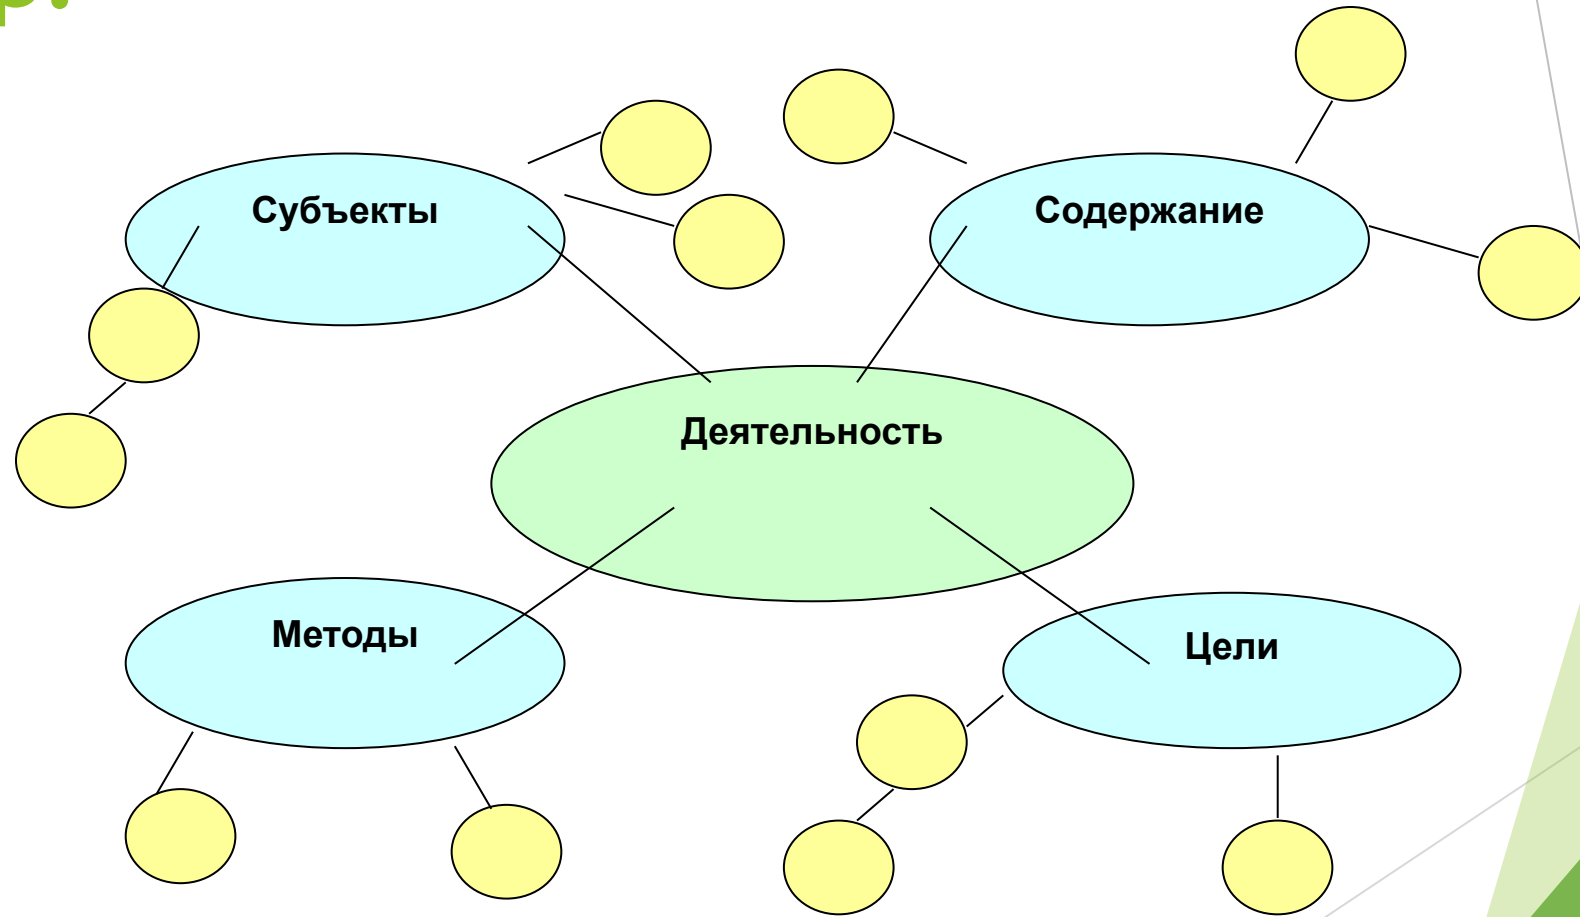 Субъекты
Содержание
Деятельность
Методы
Цели